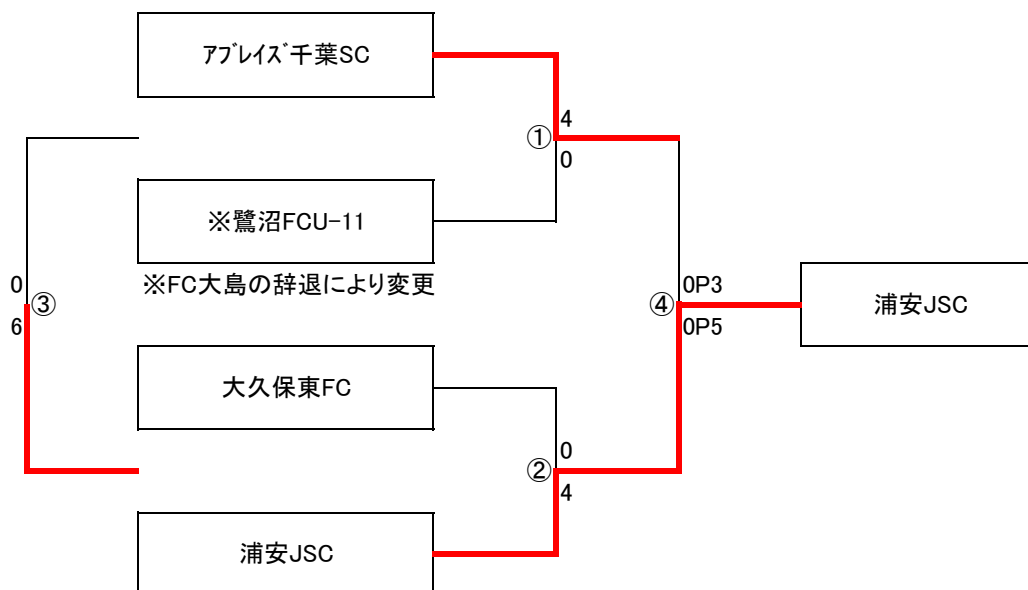 ｱﾌﾞﾚｲｽﾞ千葉SC
4
①
0
※鷺沼FCU-11
※FC大島の辞退により変更
0
③
6
0P3
④
0P5
浦安JSC
大久保東FC
0
②
4
浦安JSC